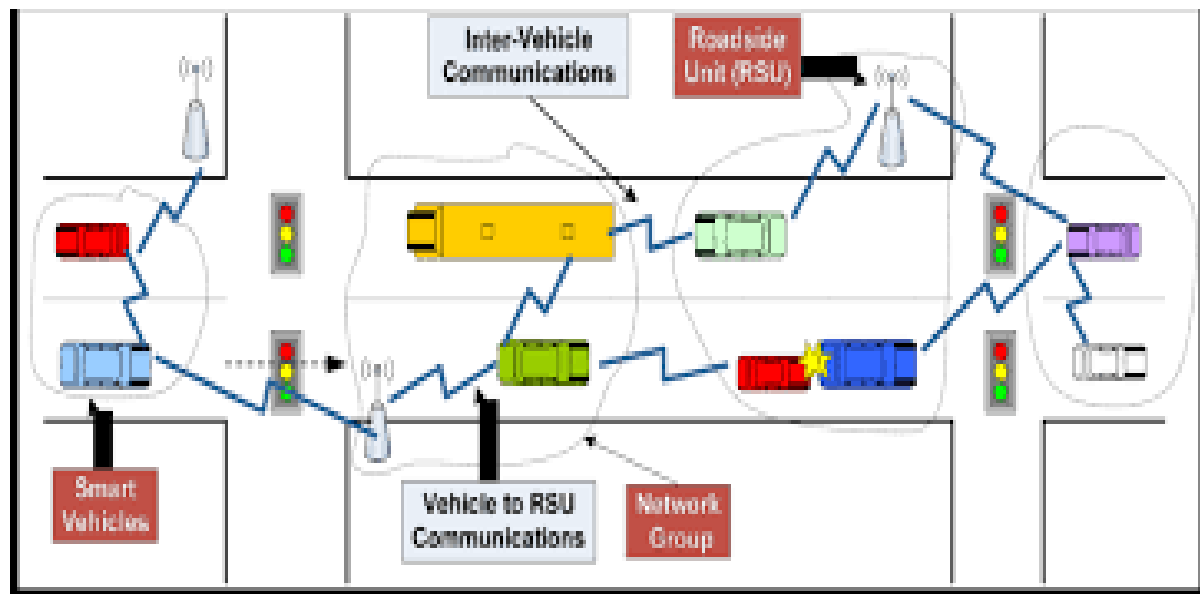 Inter-Vehicle
Communications
Roadside
Unit (RSU)
Smart
Vehicles
Vehicle to RSU
Communications
Network
Group